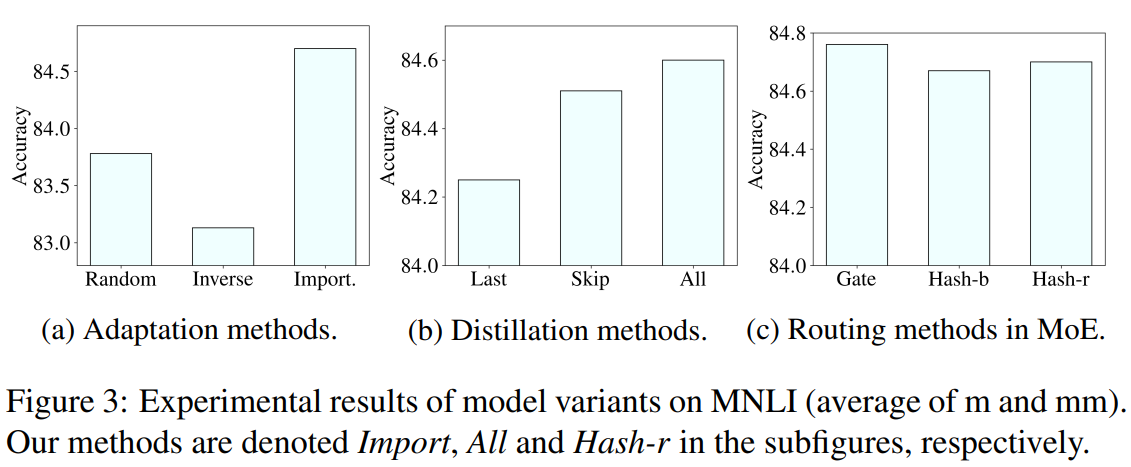 Accuracy
84.5
84.0
83.5
83.0
Random Inverse Import.
(a) Adaptation methods.
Accuracy
84.6
84.4
84.2
84.0
Last Skip All
(b) Distillation methods.
Accuracy
84.8
84.6
84.4
84.2
84.0
Gate Hash-b Hash-r
(c) Routing methods in MoE.
Figure 3: Experimental results of model variants on MNLI (average of m and mm).
Our methods are denoted Import, All and Hash-r in the subfigures, respectively.